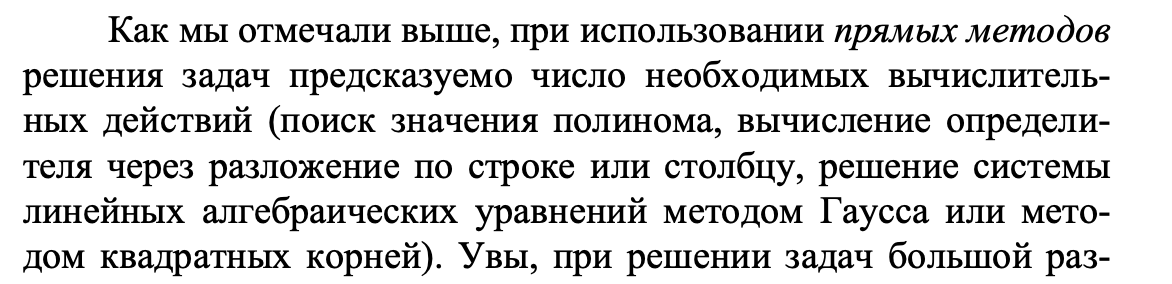 Как мы отмечали выше, при использовании прямых методов
решения задач предсказуемо число необходимых вычислитель-
ных действий (поиск значения полинома, вычисление определи-
теля через разложение по строке или столбцу, решение системы
линейных алгебраических уравнений методом Гаусса или мето-
дом квадратных корней). Увы, при решении задач большой раз-